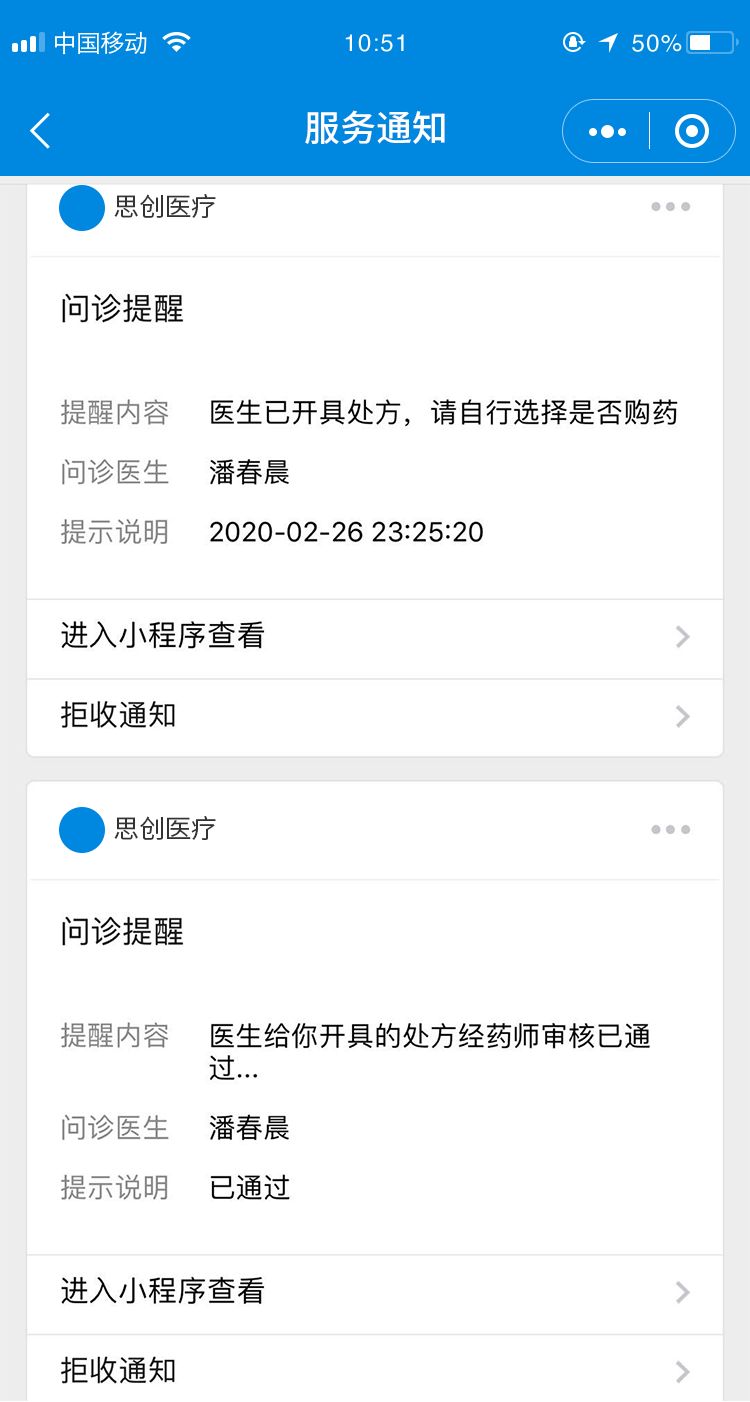 中国移动 10:51 50%
服务通知
思创医疗
问诊提醒
提醒内容 医生已开具处方，请自行选择是否购药
问诊医生 潘春晨
提示说明 2020-02-26 23:25:20
进入小程序查看
拒收通知
思创医疗
问诊提醒
提醒内容 医生给你开具的处方经药师审核已通
过...
问诊医生 潘春晨
提示说明 已通过
进入小程序查看
拒收通知